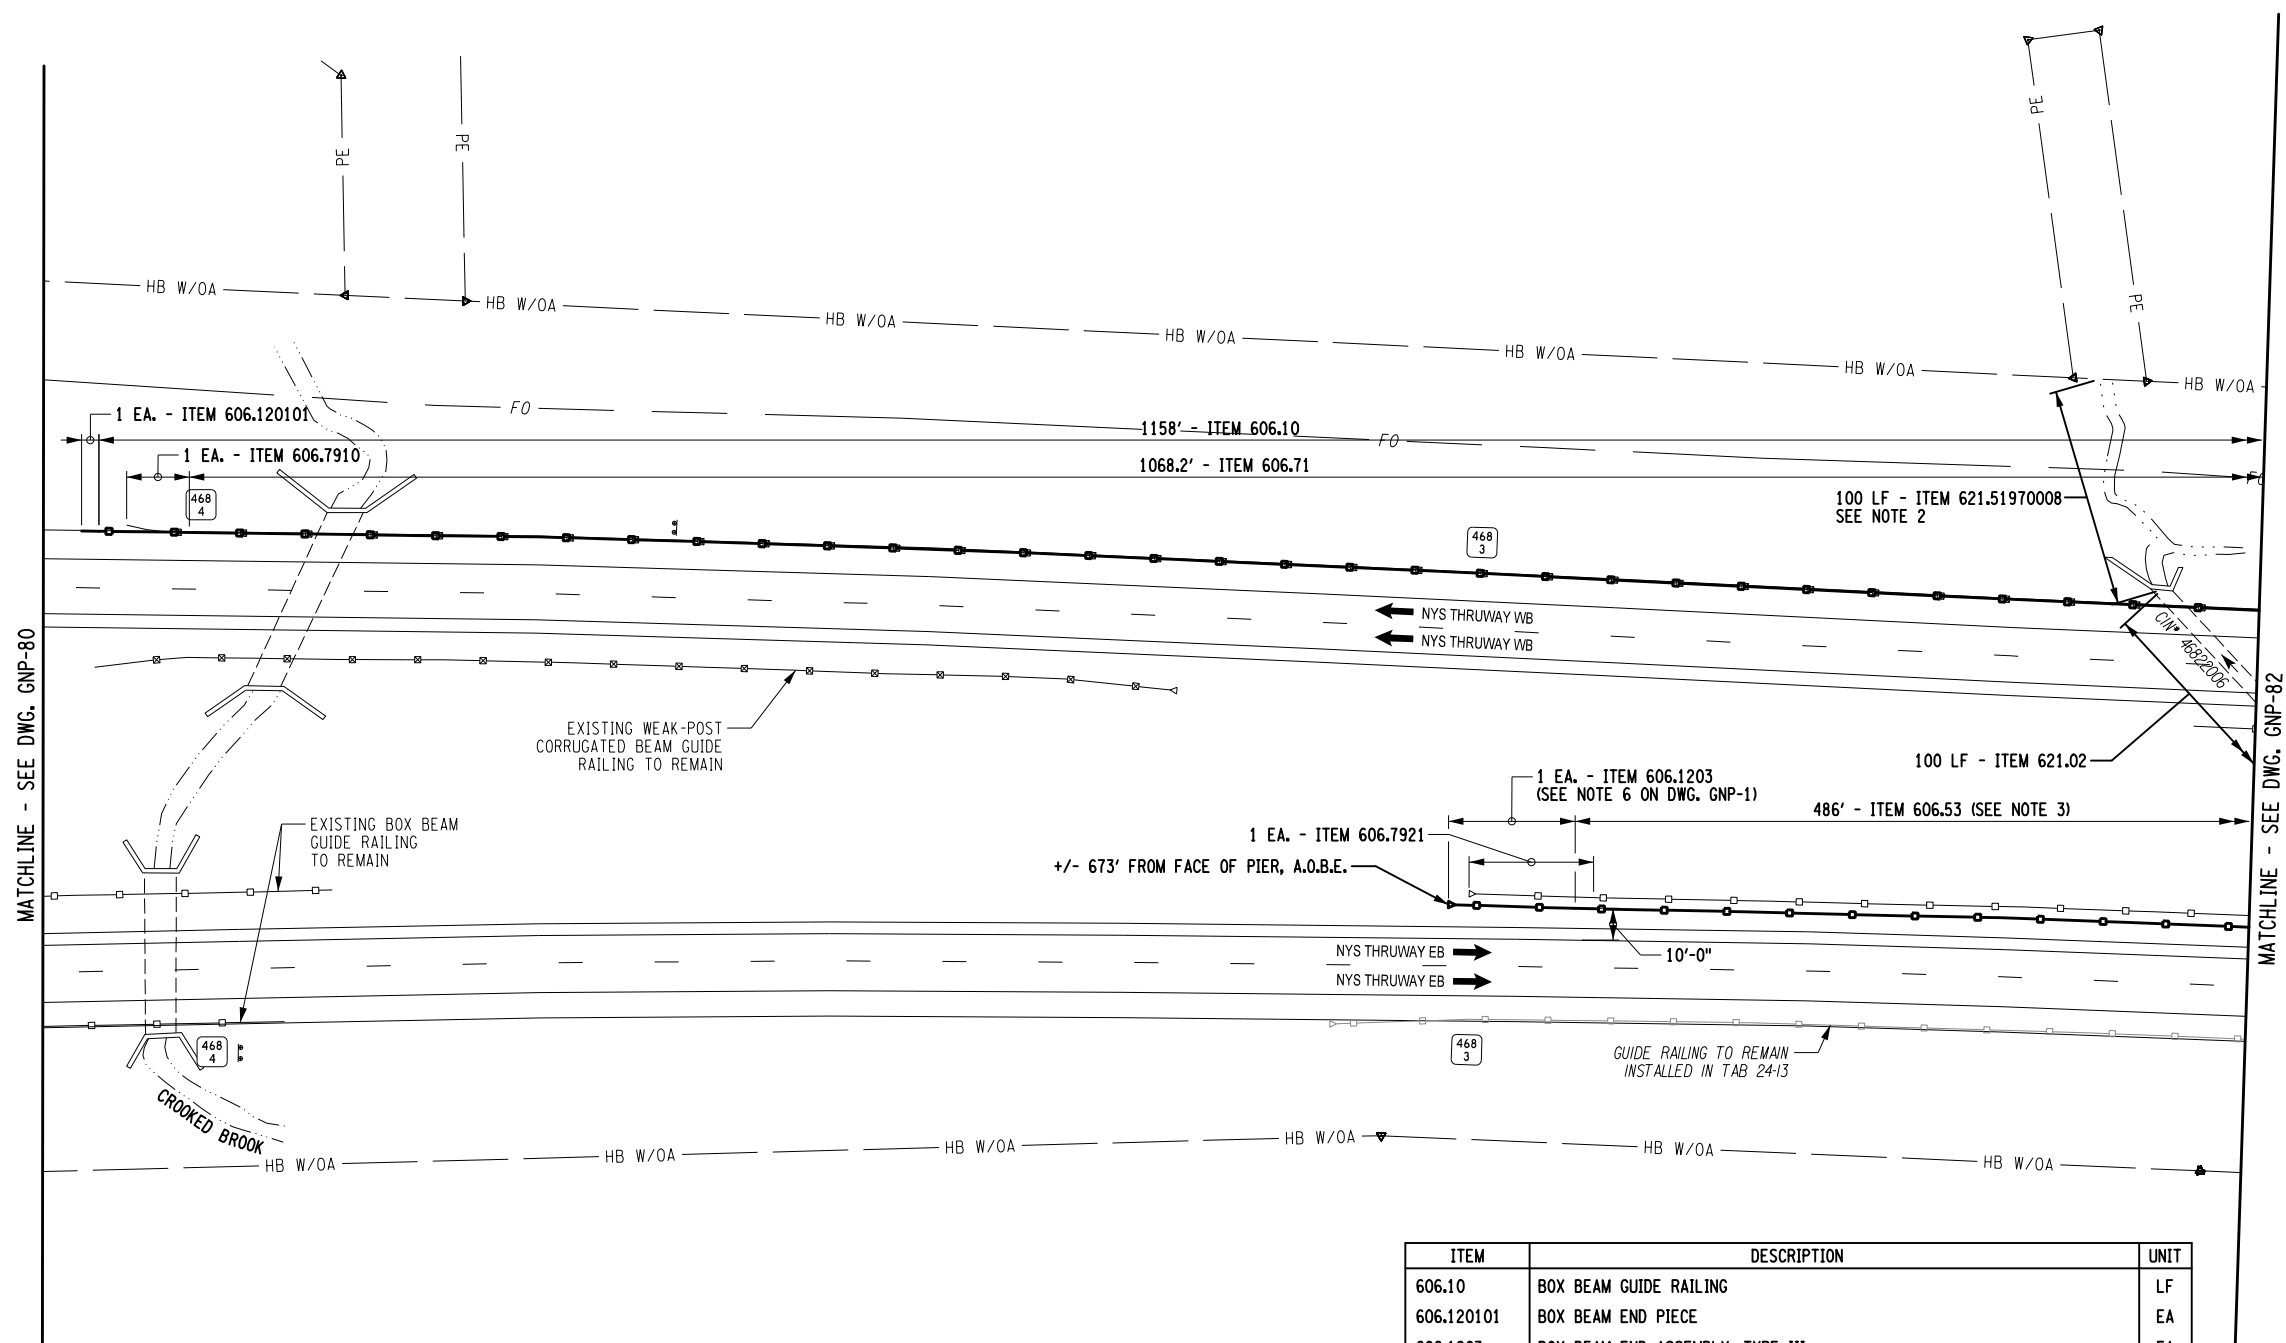 PE
PE
PE
PE
HB W/OA
HB W/OA
HB W/OA
HB W/OA
HB W/OA
HB W/OA
HB W/OA
FO
FO
1 EA. - ITEM 606.120101
1158' - ITEM 606.10
1 EA. - ITEM 606.7910
1068.2' - ITEM 606.71
468
4
468
3
100 LF - ITEM 621.51970008
SEE NOTE 2
NYS THRUWAY WB
NYS THRUWAY WB
CIN# 46822006
MATCHLINE - SEE DWG. GNP-80
MATCHLINE - SEE DWG. GNP-82
EXISTING WEAK-POST
CORRUGATED BEAM GUIDE
RAILING TO REMAIN
100 LF - ITEM 621.02
1 EA. - ITEM 606.1203
(SEE NOTE 6 ON DWG. GNP-1)
486' - ITEM 606.53 (SEE NOTE 3)
EXISTING BOX BEAM
GUIDE RAILING
TO REMAIN
1 EA. - ITEM 606.7921
+/- 673' FROM FACE OF PIER, A.O.B.E.
10'-0"
NYS THRUWAY EB
NYS THRUWAY EB
468
4
468
3
GUIDE RAILING TO REMAIN
INSTALLED IN TAB 24-13
CROOKED BROOK
HB W/OA
HB W/OA
HB W/OA
HB W/OA
HB W/OA
HB W/OA
ITEM DESCRIPTION UNIT
606.10 BOX BEAM GUIDE RAILING LF
606.120101 BOX BEAM END PIECE EA